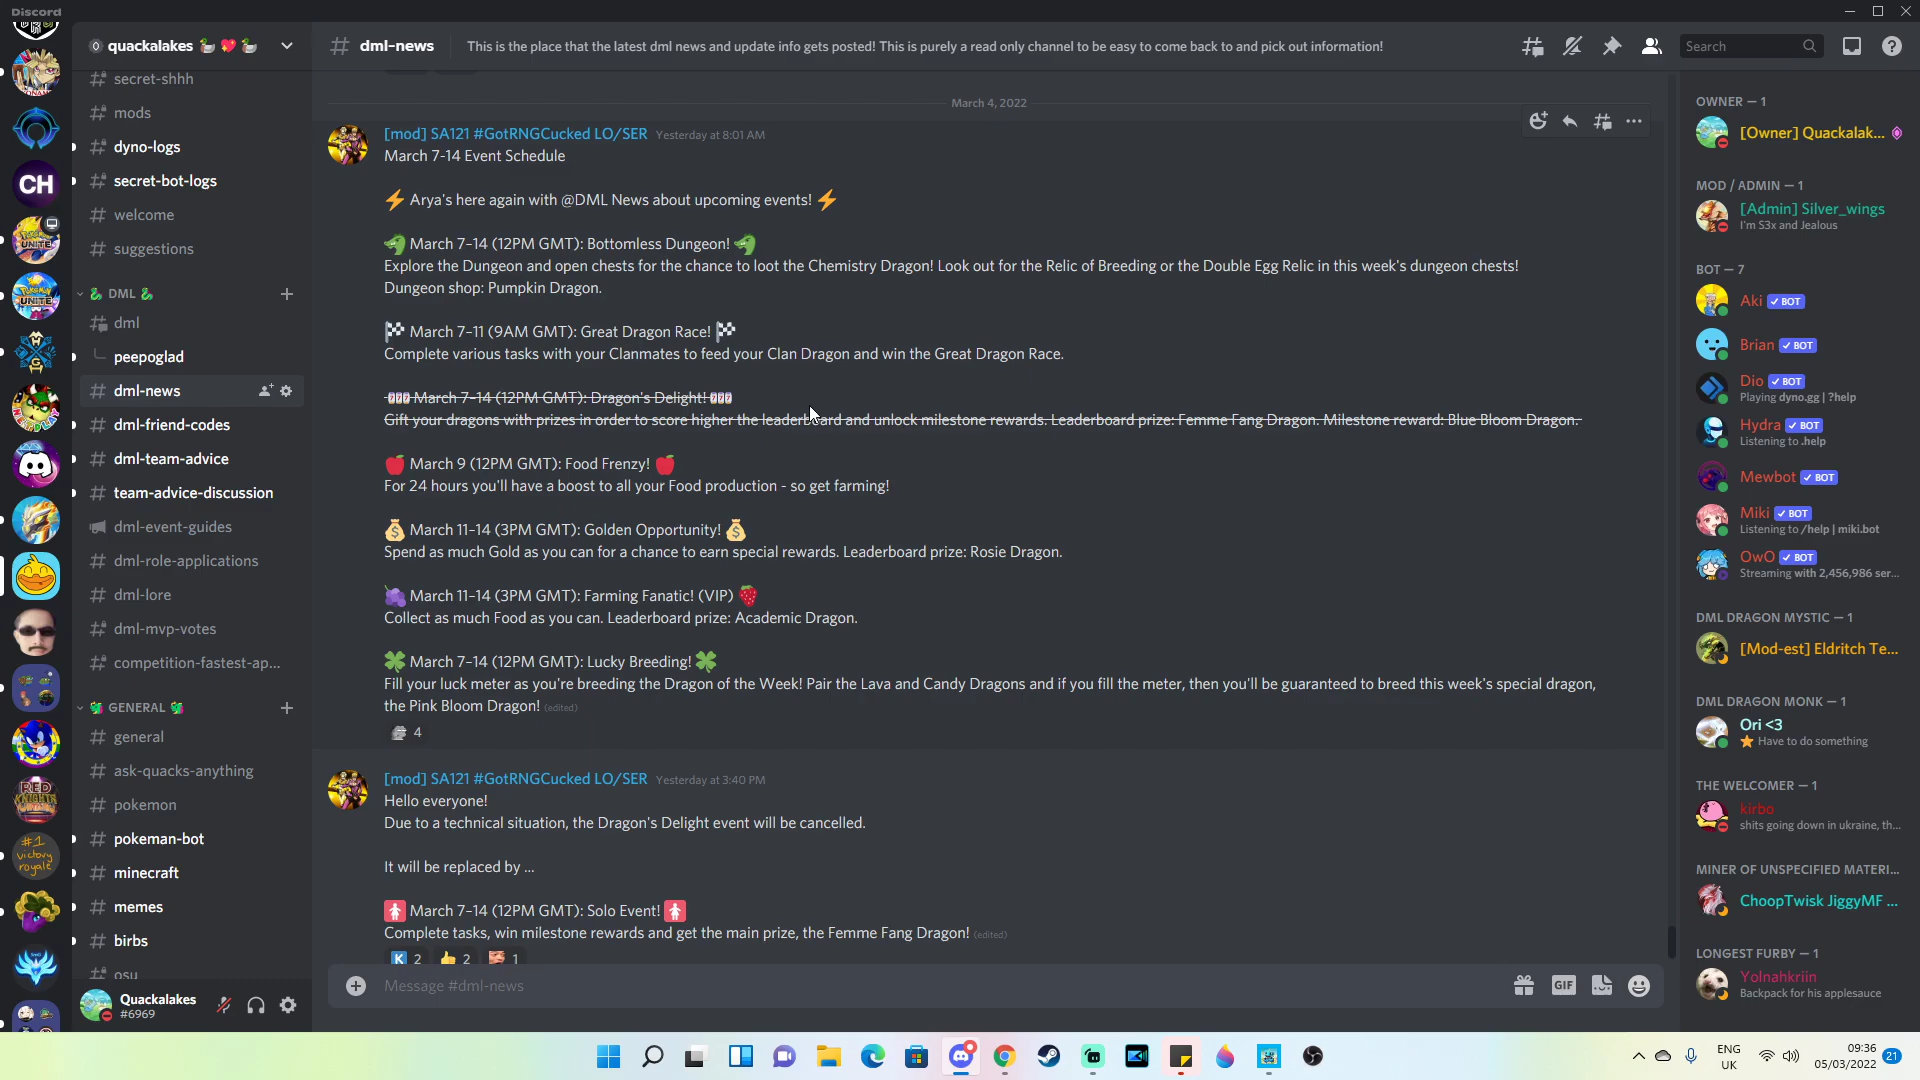 Discord
quackalakes
dml-news
This is the place that the latest dml news and update info gets posted! This is purely a read only channel to be easy to come back to and pick out information!
Search
secret-shhh
mods
dyno-logs
secret-bot-logs
welcome
suggestions
DML
dml
peepoglad
dml-news
dml-friend-codes
dml-team-advice
team-advice-discussion
dml-event-guides
dml-role-applications
dml-lore
dml-mvp-votes
competition-fastest-ap...
GENERAL
general
ask-quacks-anything
pokemon
pokeman-bot
minecraft
memes
birbs
osu
Quackalakes
#6969
CH
POKÉMON UNITE
RED KNIGHTS
#1 victory royale
March 4, 2022
[mod] SA121 #GotRNGCucked LO/SER Yesterday at 8:01 AM
March 7-14 Event Schedule
⚡ Arya's here again with @DML News about upcoming events! ⚡
March 7-14 (12PM GMT): Bottomless Dungeon!
Explore the Dungeon and open chests for the chance to loot the Chemistry Dragon! Look out for the Relic of Breeding or the Double Egg Relic in this week's dungeon chests!
Dungeon shop: Pumpkin Dragon.
March 7-11 (9AM GMT): Great Dragon Race!
Complete various tasks with your Clanmates to feed your Clan Dragon and win the Great Dragon Race.
March 7-14 (12PM GMT): Dragon's Delight!
Gift your dragons with prizes in order to score higher the leaderboard and unlock milestone rewards. Leaderboard prize: Femme Fang Dragon. Milestone reward: Blue Bloom Dragon.
March 9 (12PM GMT): Food Frenzy!
For 24 hours you'll have a boost to all your Food production - so get farming!
March 11-14 (3PM GMT): Golden Opportunity!
Spend as much Gold as you can for a chance to earn special rewards. Leaderboard prize: Rosie Dragon.
March 11-14 (3PM GMT): Farming Fanatic! (VIP)
Collect as much Food as you can. Leaderboard prize: Academic Dragon.
March 7-14 (12PM GMT): Lucky Breeding!
Fill your luck meter as you're breeding the Dragon of the Week! Pair the Lava and Candy Dragons and if you fill the meter, then you'll be guaranteed to breed this week's special dragon,
the Pink Bloom Dragon! (edited)
4
[mod] SA121 #GotRNGCucked LO/SER Yesterday at 3:40 PM
Hello everyone!
Due to a technical situation, the Dragon's Delight event will be cancelled.
It will be replaced by ...
March 7-14 (12PM GMT): Solo Event!
Complete tasks, win milestone rewards and get the main prize, the Femme Fang Dragon! (edited)
K 2 2 1
Message #dml-news
GIF
OWNER — 1
[Owner] Quackalak...
MOD / ADMIN — 1
[Admin] Silver_wings
I'm S3x and Jealous
BOT — 7
Aki ✓ BOT
Brian ✓ BOT
Dio ✓ BOT
Playing dyno.gg | ?help
Hydra ✓ BOT
Listening to .help
Mewbot ✓ BOT
Miki ✓ BOT
Listening to /help | miki.bot
OwO ✓ BOT
Streaming with 2,456,986 ser...
DML DRAGON MYSTIC — 1
[Mod-est] Eldritch Te...
DML DRAGON MONK — 1
Ori <3
Have to do something
THE WELCOMER — 1
kirbo
shits going down in ukraine, th...
MINER OF UNSPECIFIED MATERI...
ChoopTwisk JiggyMF ...
LONGEST FURBY — 1
Yolnahkriin
Backpack for his applesauce
ENG
UK
09:36
05/03/2022
21